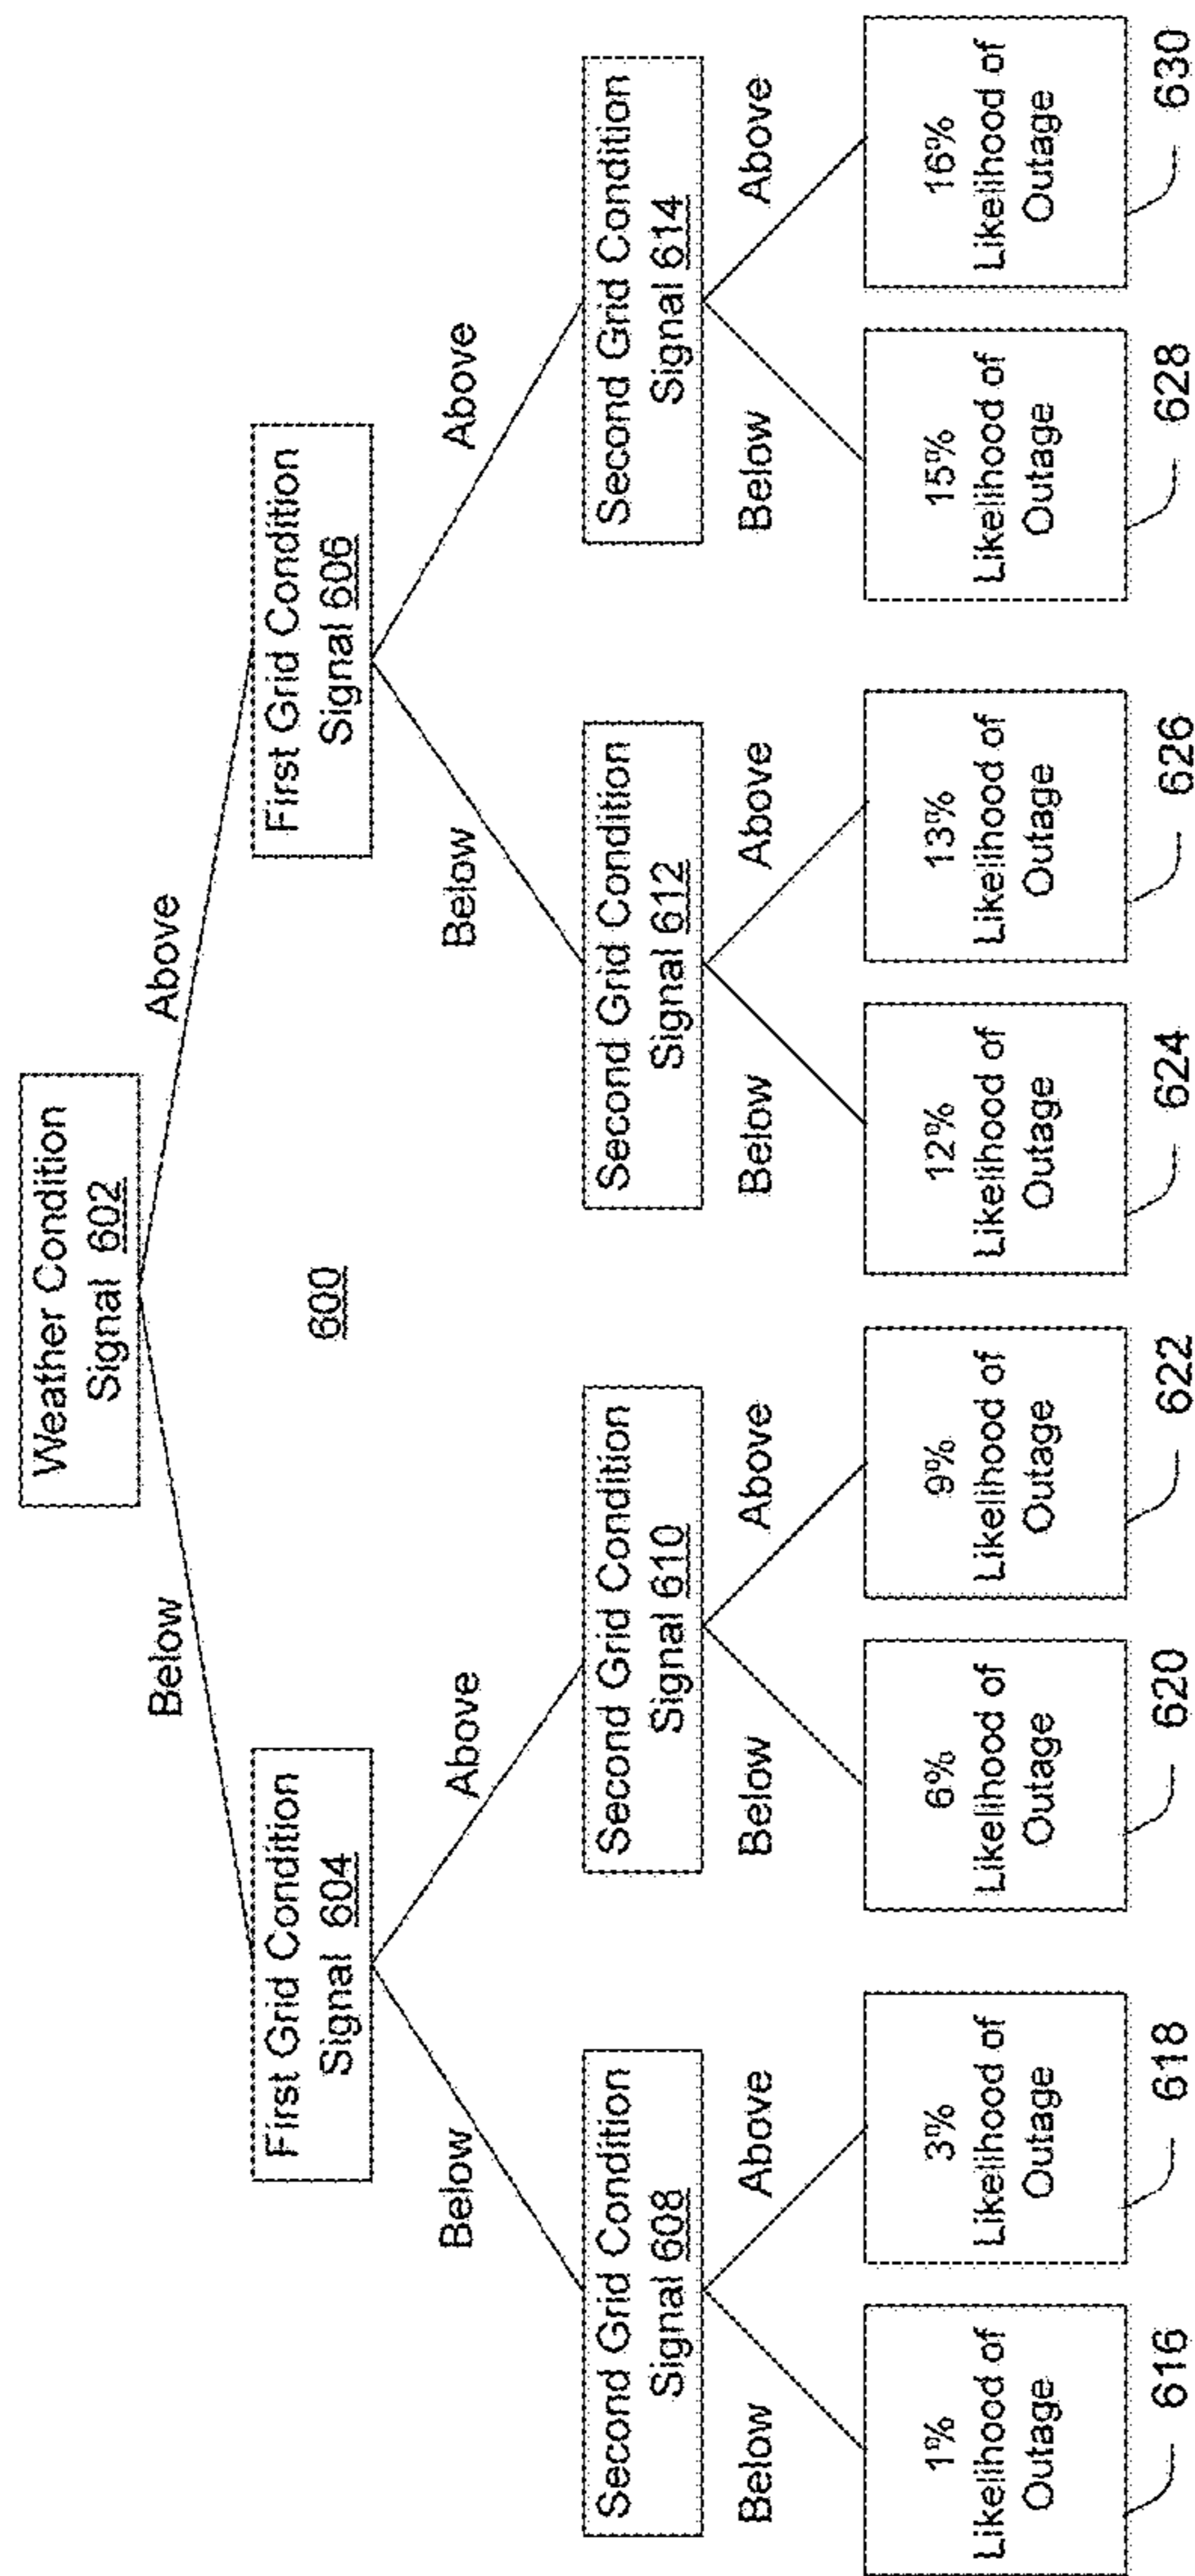 Weather Condition
Signal 602
Below
Above
600
First Grid Condition
Signal 604
First Grid Condition
Signal 606
Below
Above
Below
Above
Second Grid Condition
Signal 608
Second Grid Condition
Signal 610
Second Grid Condition
Signal 612
Second Grid Condition
Signal 614
Below
Above
Below
Above
Below
Above
Below
Above
1%
Likelihood of
Outage
616
3%
Likelihood of
Outage
618
6%
Likelihood of
Outage
620
9%
Likelihood of
Outage
622
12%
Likelihood of
Outage
624
13%
Likelihood of
Outage
626
15%
Likelihood of
Outage
628
16%
Likelihood of
Outage
630